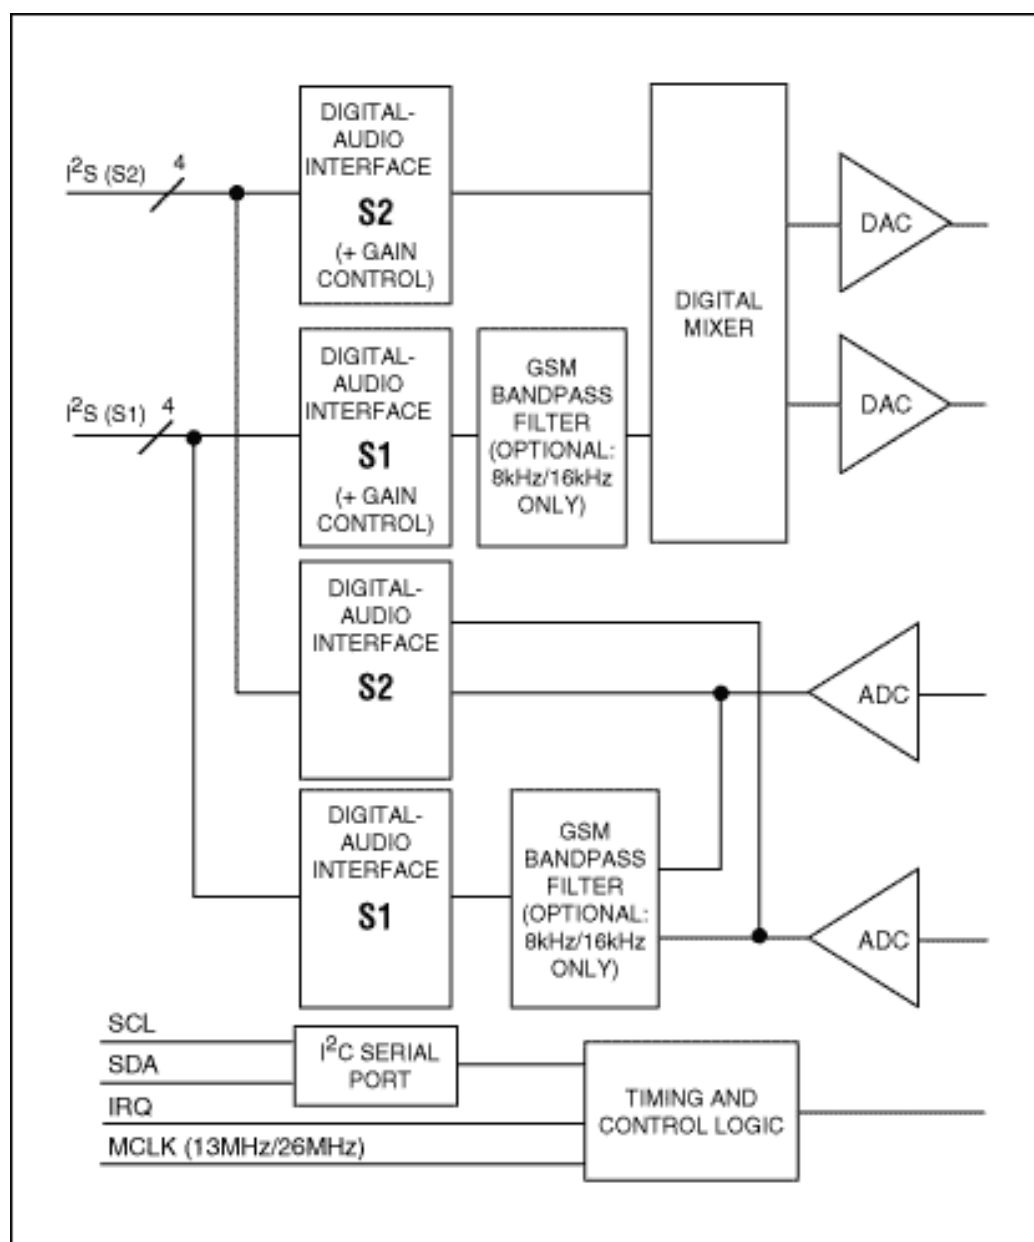 DIGITAL-
AUDIO
INTERFACE
S2
(+ GAIN
CONTROL)
I²S (S2)
4
DIGITAL
MIXER
DAC
DIGITAL-
AUDIO
INTERFACE
S1
(+ GAIN
CONTROL)
I²S (S1)
4
GSM
BANDPASS
FILTER
(OPTIONAL:
8kHz/16kHz
ONLY)
DAC
DIGITAL-
AUDIO
INTERFACE
S2
ADC
DIGITAL-
AUDIO
INTERFACE
S1
GSM
BANDPASS
FILTER
(OPTIONAL:
8kHz/16kHz
ONLY)
ADC
SCL
SDA
IRQ
MCLK (13MHz/26MHz)
I²C SERIAL
PORT
TIMING AND
CONTROL LOGIC